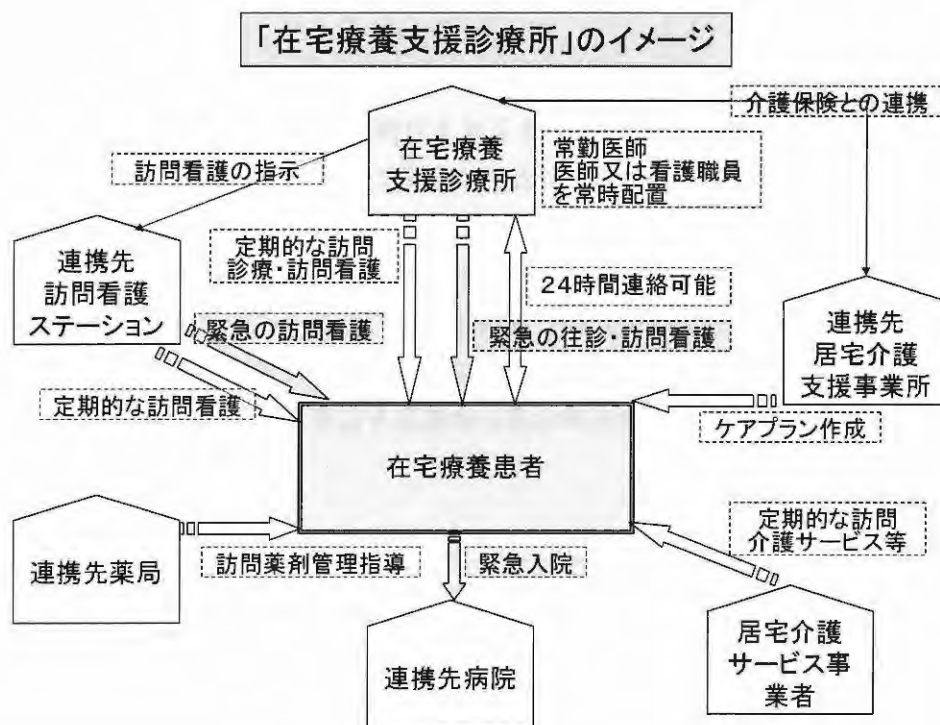 「在宅療養支援診療所」のイメージ
介護保険との連携
在宅療養
支援診療所
常勤医師
医師又は看護職員
を常時配置
訪問看護の指示
定期的な訪問
診療・訪問看護
24時間連絡可能
連携先
訪問看護
ステーション
緊急の訪問看護
緊急の往診・訪問看護
連携先
居宅介護
支援事業所
定期的な訪問看護
ケアプラン作成
在宅療養患者
定期的な訪問
介護サービス等
連携先薬局
訪問薬剤管理指導
緊急入院
連携先病院
居宅介護
サービス事
業者